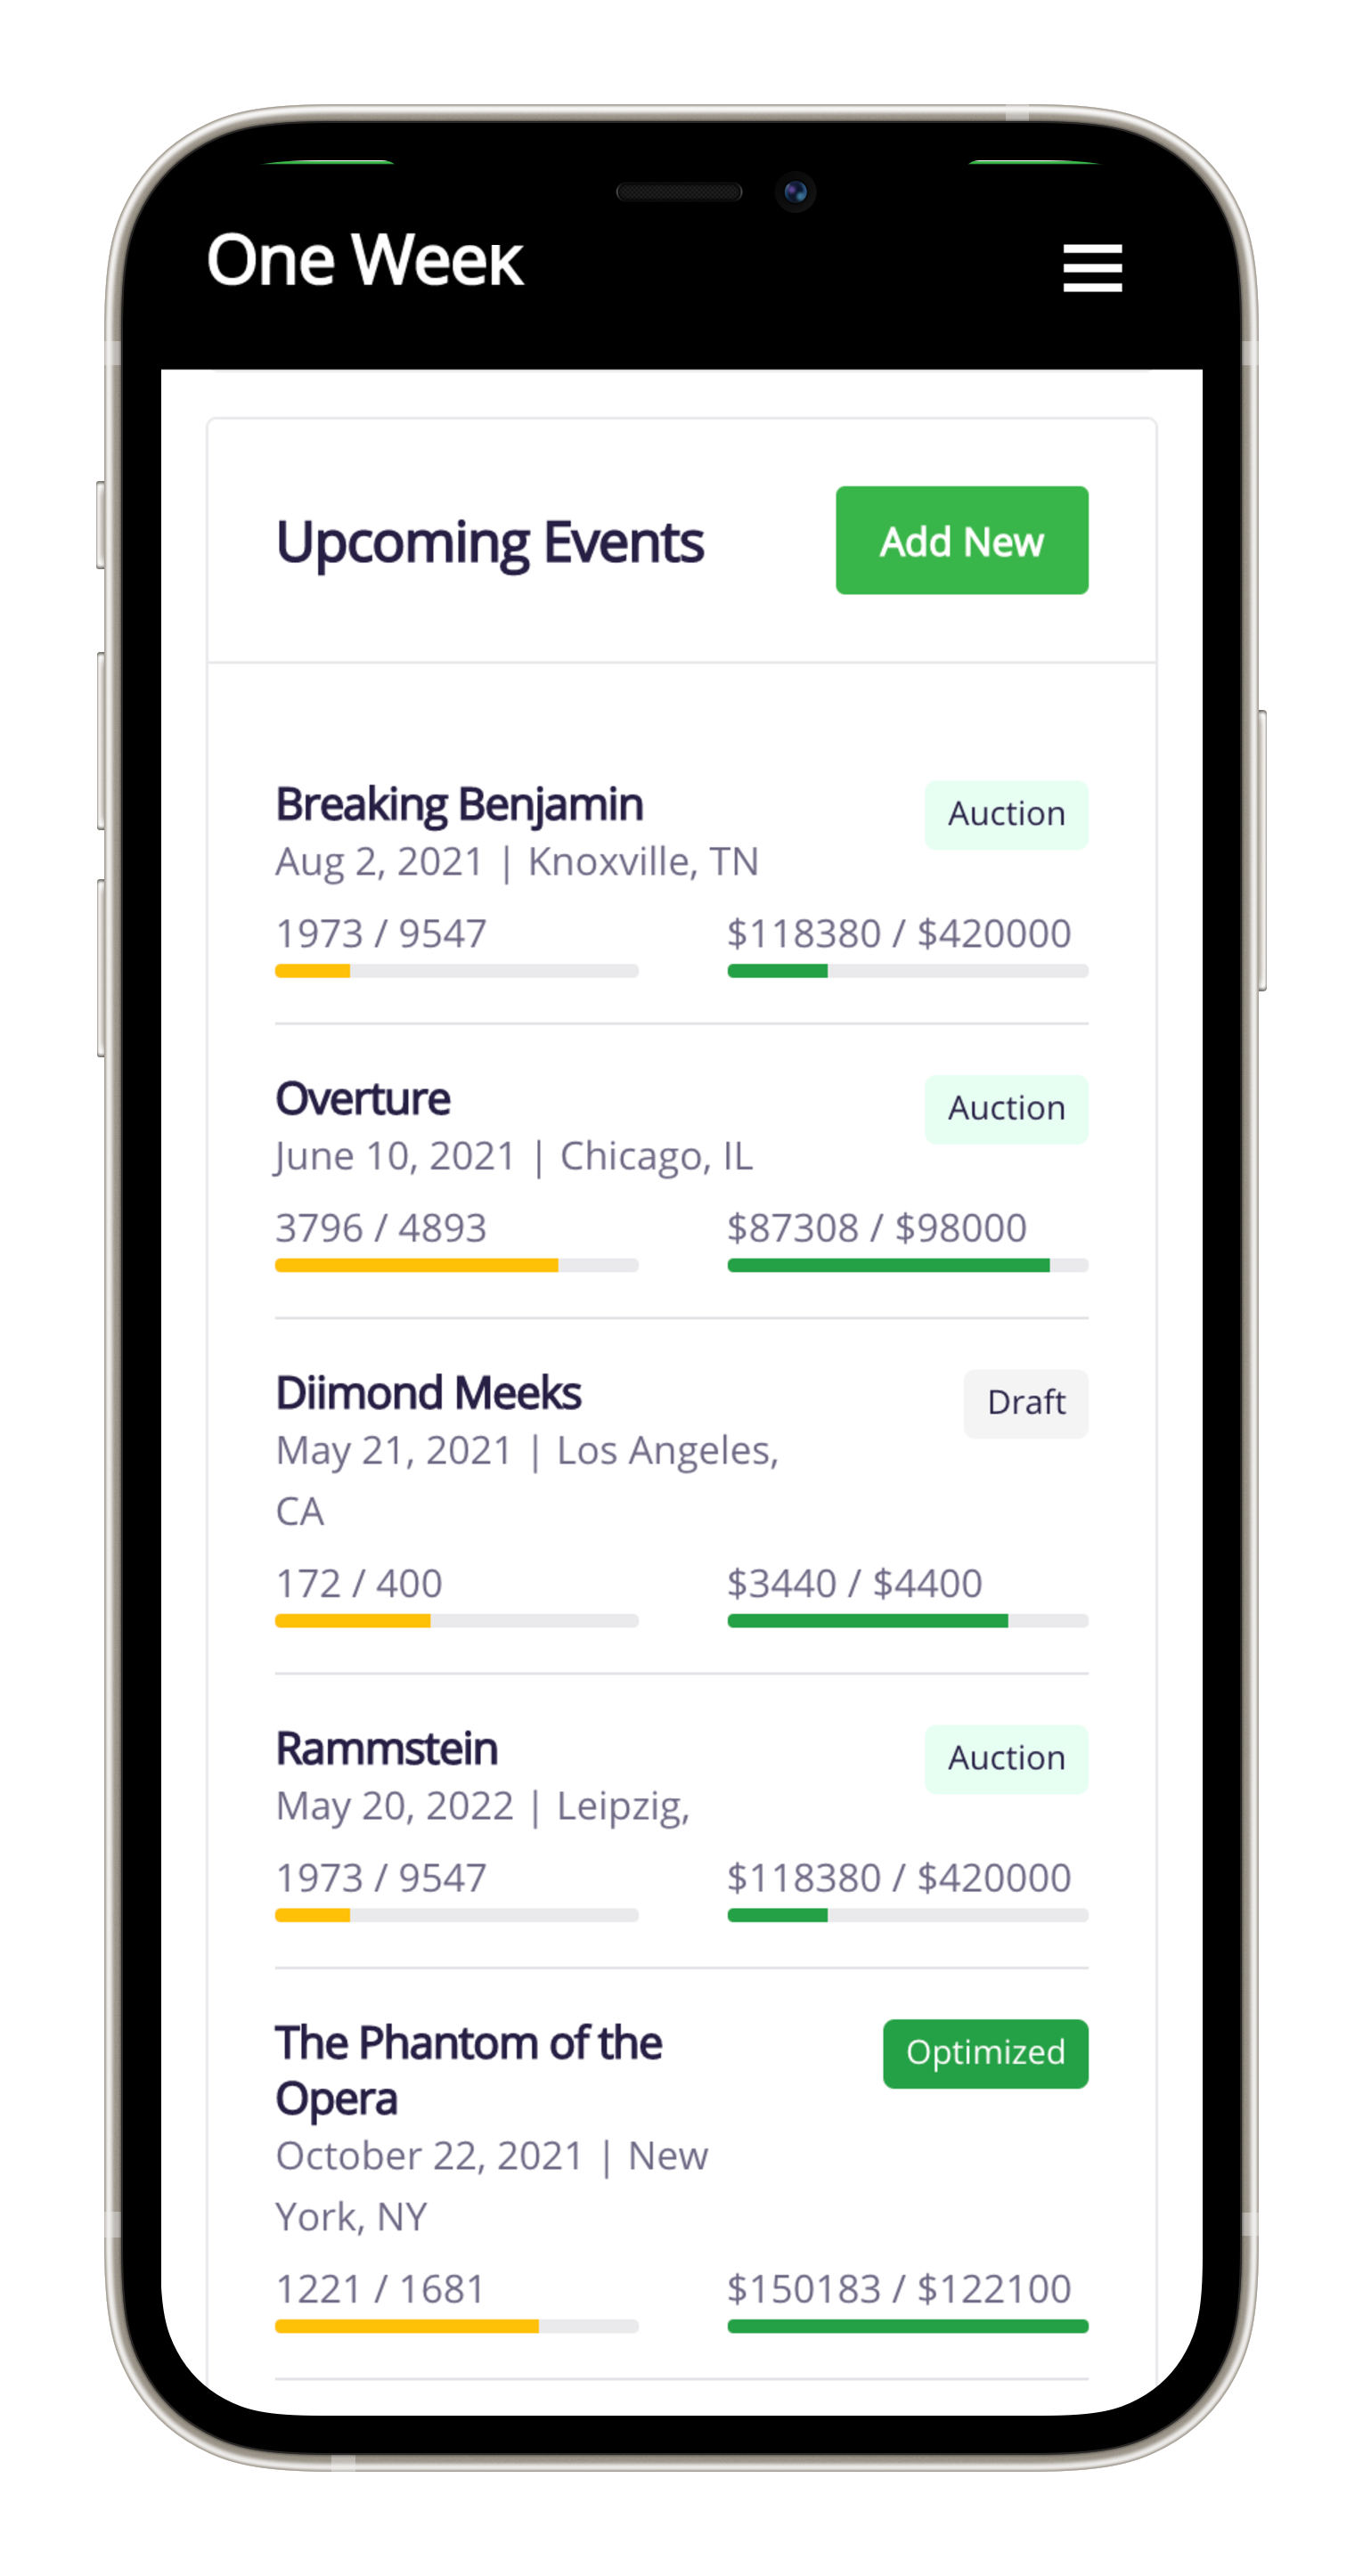 One Week
Upcoming Events
Add New
Breaking Benjamin
Auction
Aug 2, 2021 | Knoxville, TN
1973 / 9547
$118380 / $420000
Overture
Auction
June 10, 2021 | Chicago, IL
3796 / 4893
$87308 / $98000
Diimond Meeks
Draft
May 21, 2021 | Los Angeles,
CA
172 / 400
$3440 / $4400
Rammstein
Auction
May 20, 2022 | Leipzig,
1973 / 9547
$118380 / $420000
The Phantom of the
Opera
Optimized
October 22, 2021 | New
York, NY
1221 / 1681
$150183 / $122100